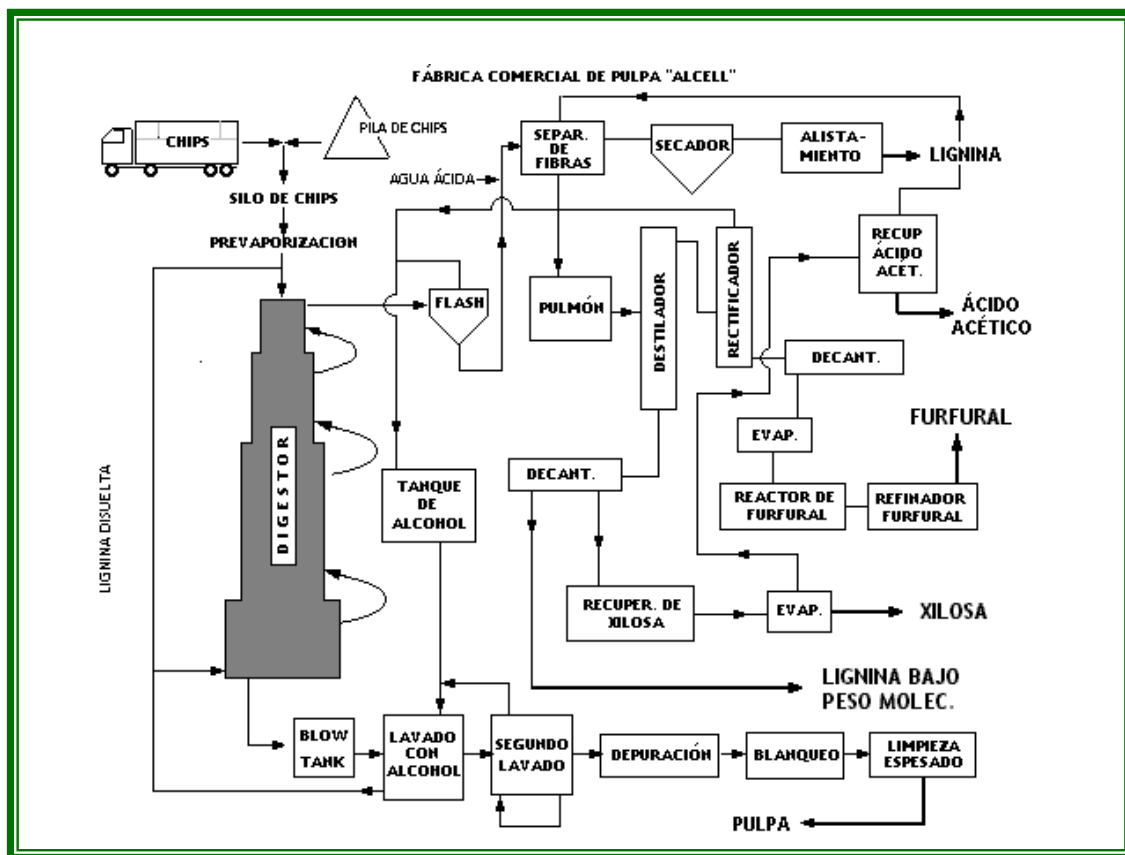 FÁBRICA COMERCIAL DE PULPA "ALCELL"
CHIPS
PILA DE CHIPS
SILO DE CHIPS
PREVAPORIZACION
AGUA ÁCIDA
SEPAR.
DE
FIBRAS
SECADOR
ALISTA-
MIENTO
LIGNINA
RECUP
ÁCIDO
ACÉT.
ÁCIDO
ACÉTICO
FLASH
PULMÓN
DESTILADOR
RECTIFICADOR
DECANT.
EVAP.
FURFURAL
REACTOR DE
FURFURAL
REFINADOR
FURFURAL
DIGESTOR
LIGNINA DISUELTA
TANQUE
DE
ALCOHOL
DECANT.
RECUPER. DE
XILOSA
EVAP.
XILOSA
LIGNINA BAJO
PESO MOLEC.
BLOW
TANK
LAVADO
CON
ALCOHOL
SEGUNDO
LAVADO
DEPURACIÓN
BLANQUEO
LIMPIEZA
ESPESADO
PULPA